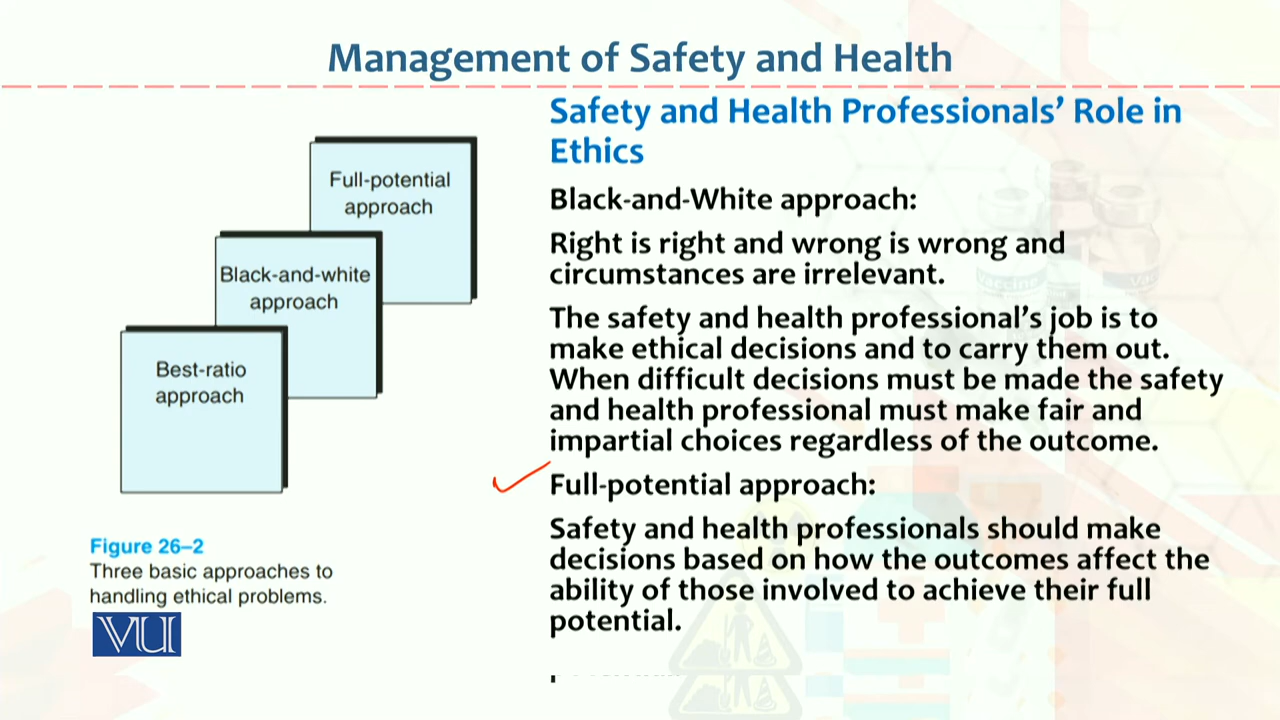 Management of Safety and Health
Full-potential
approach
Black-and-white
approach
Best-ratio
approach
Figure 26–2
Three basic approaches to
handling ethical problems.
VU
Safety and Health Professionals’ Role in
Ethics
Black-and-White approach:
Right is right and wrong is wrong and
circumstances are irrelevant.
The safety and health professional’s job is to
make ethical decisions and to carry them out.
When difficult decisions must be made the safety
and health professional must make fair and
impartial choices regardless of the outcome.
Full-potential approach:
Safety and health professionals should make
decisions based on how the outcomes affect the
ability of those involved to achieve their full
potential.
Vaccine